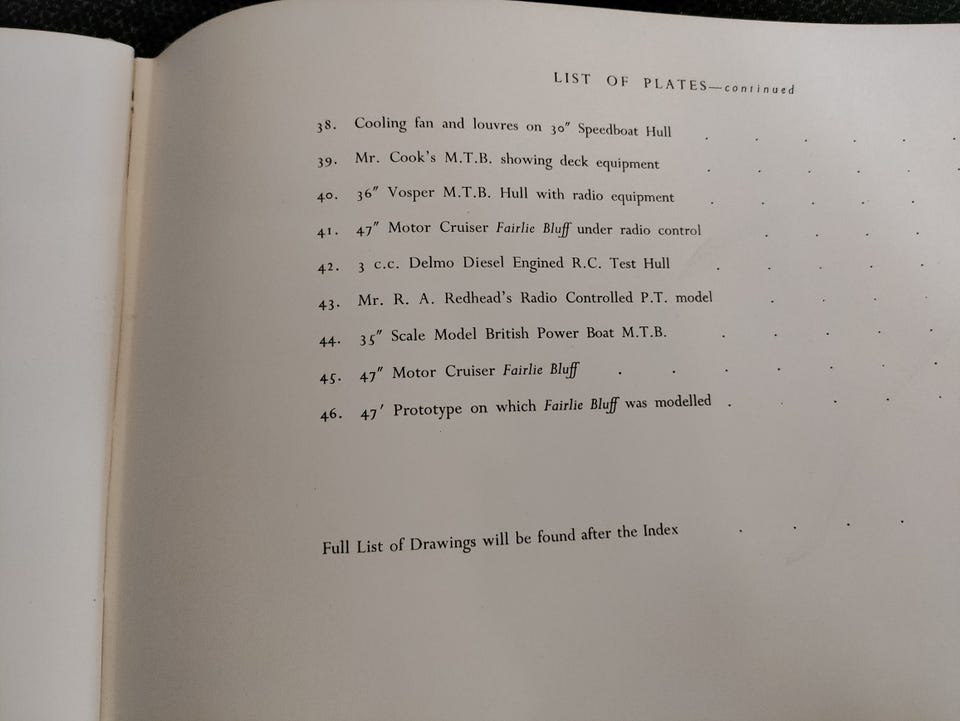 LIST OF PLATES—continued
38. Cooling fan and louvres on 30″ Speedboat Hull . . . . . .
39. Mr. Cook's M.T.B. showing deck equipment . . . . . .
40. 36″ Vosper M.T.B. Hull with radio equipment . . . . .
41. 47″ Motor Cruiser Fairlie Bluff under radio control . . . .
42. 3 c.c. Delmo Diesel Engined R.C. Test Hull . . . . .
43. Mr. R. A. Redhead's Radio Controlled P.T. model . . . .
44. 35″ Scale Model British Power Boat M.T.B. . . . . .
45. 47″ Motor Cruiser Fairlie Bluff . . . . . . .
46. 47′ Prototype on which Fairlie Bluff was modelled . . . . .
Full List of Drawings will be found after the Index . . . .